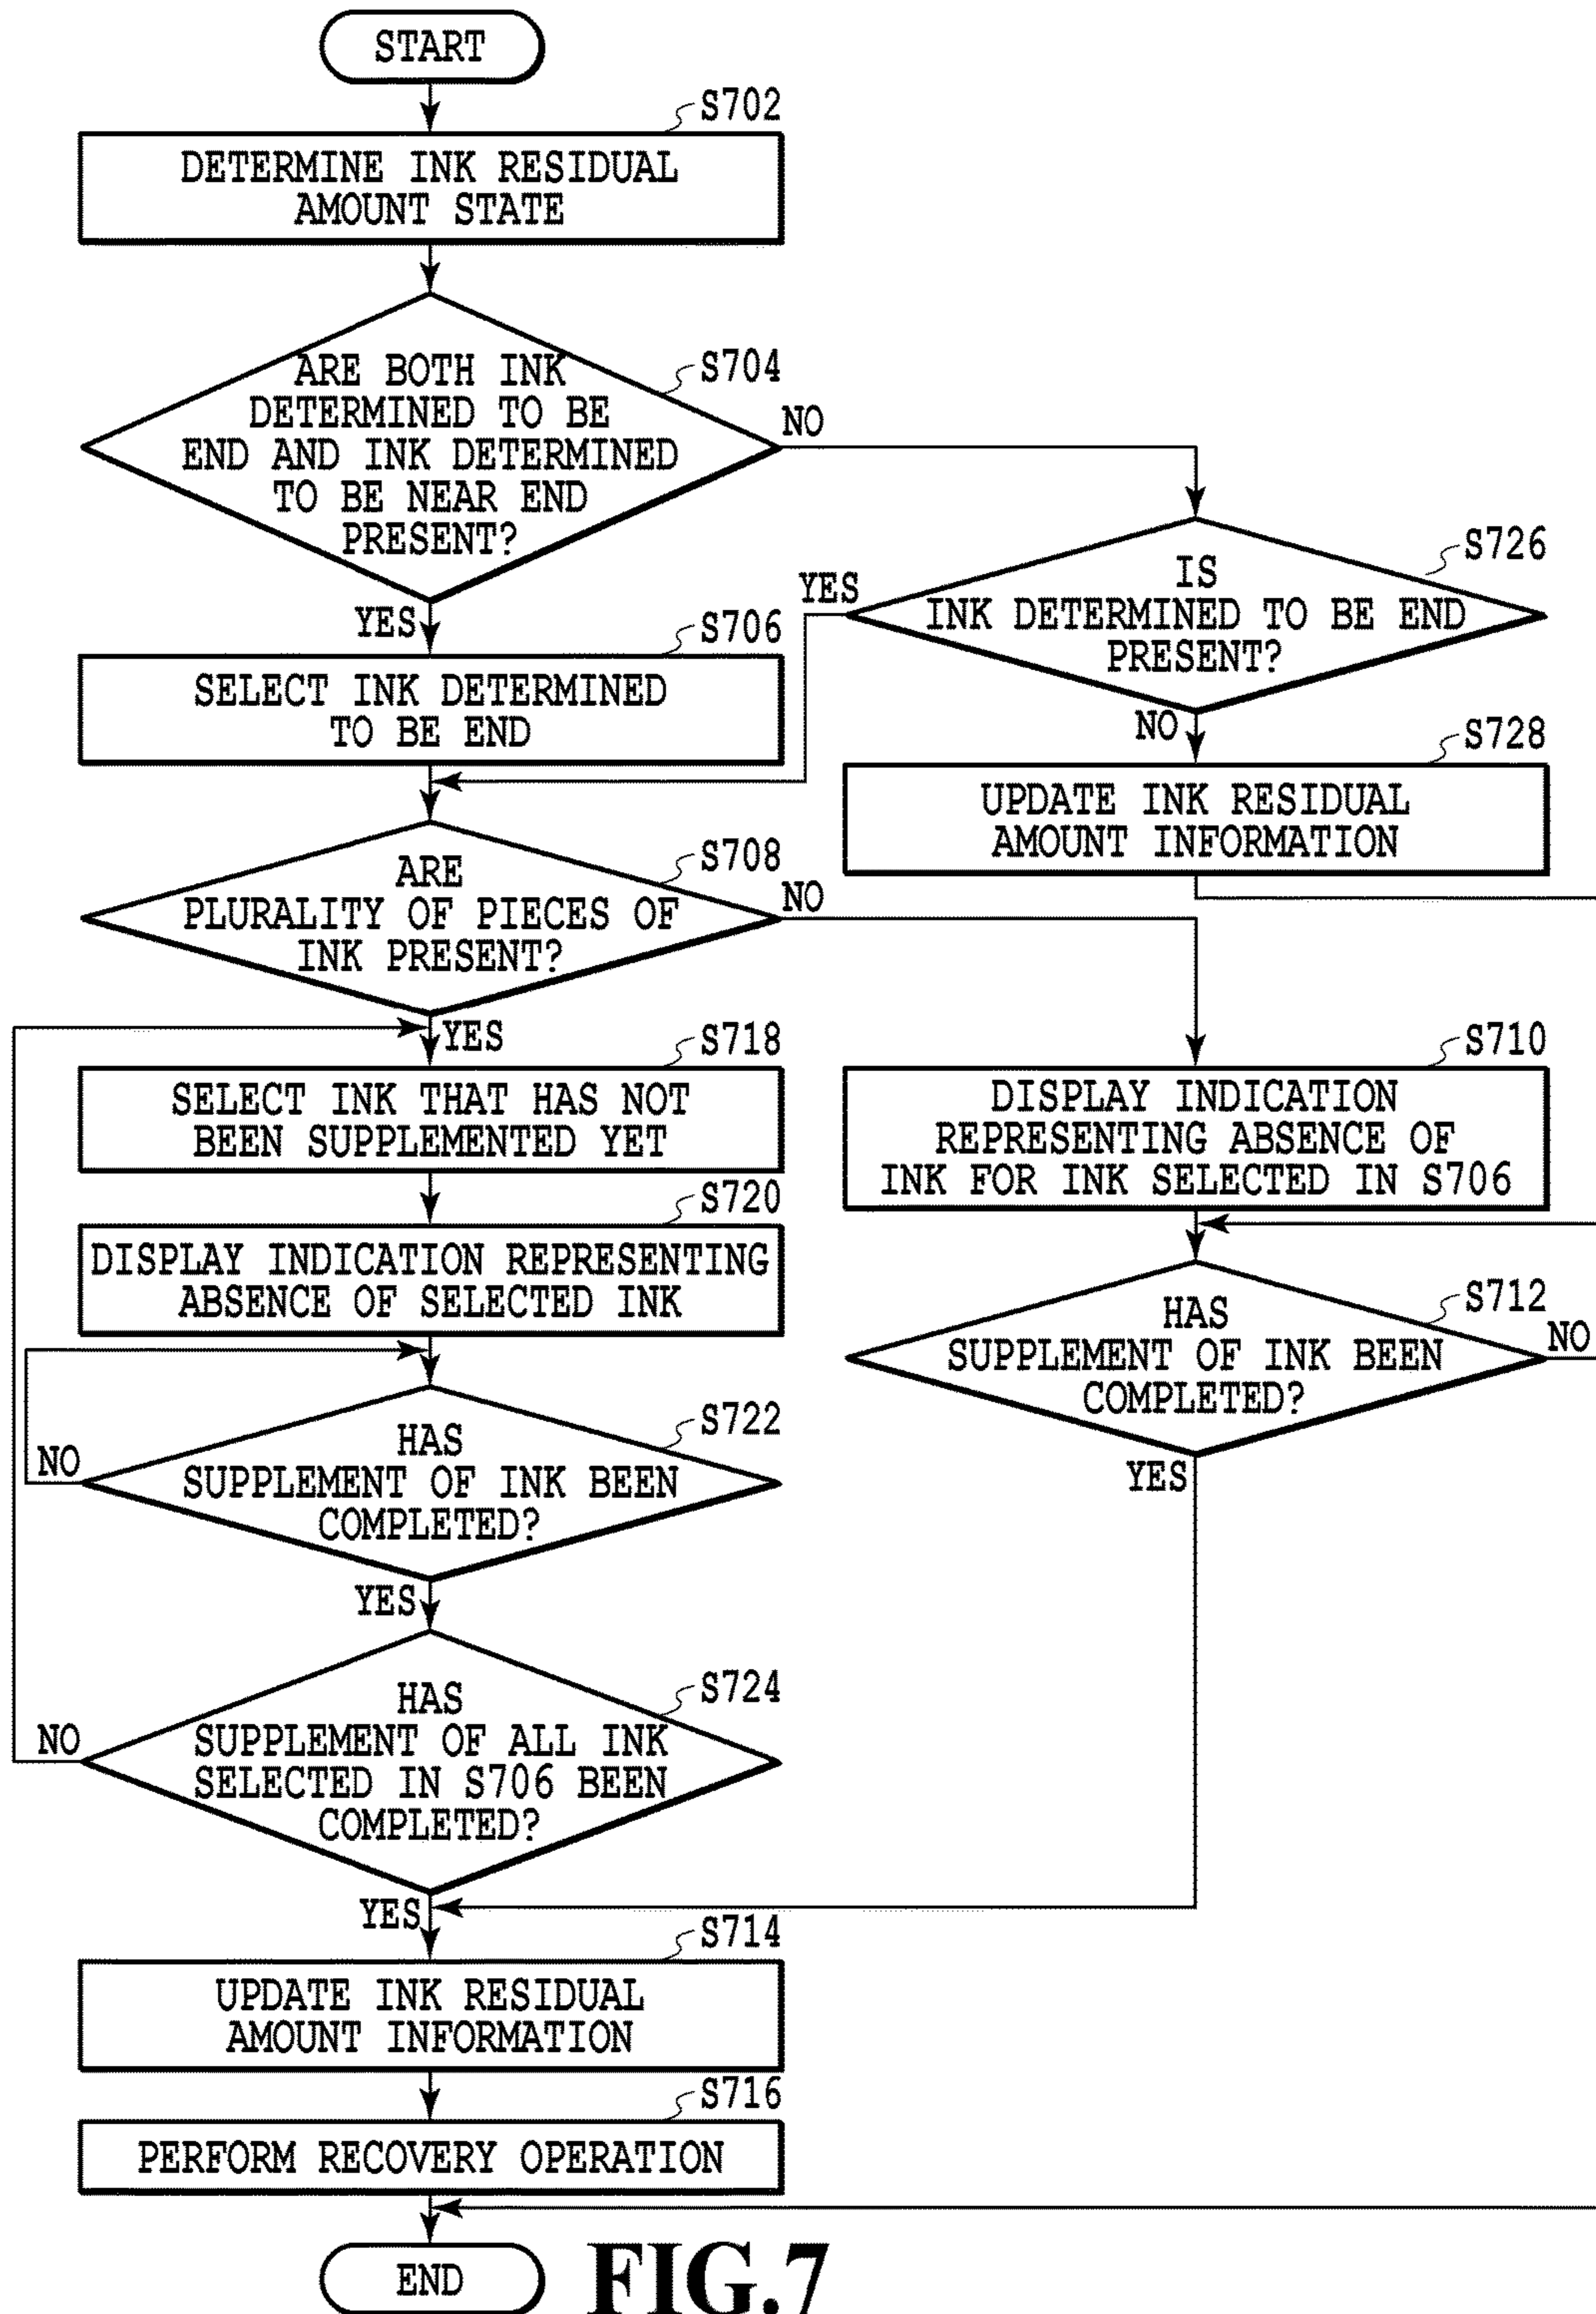 START
S702
DETERMINE INK RESIDUAL
AMOUNT STATE
S704
ARE BOTH INK
DETERMINED TO BE
END AND INK DETERMINED
TO BE NEAR END
PRESENT?
NO
YES
S726
IS
INK DETERMINED TO BE END
PRESENT?
YES
NO
S706
SELECT INK DETERMINED
TO BE END
S728
UPDATE INK RESIDUAL
AMOUNT INFORMATION
S708
ARE
PLURALITY OF PIECES OF
INK PRESENT?
NO
YES
S718
SELECT INK THAT HAS NOT
BEEN SUPPLEMENTED YET
S710
DISPLAY INDICATION
REPRESENTING ABSENCE OF
INK FOR INK SELECTED IN S706
S720
DISPLAY INDICATION REPRESENTING
ABSENCE OF SELECTED INK
S712
HAS
SUPPLEMENT OF INK BEEN
COMPLETED?
NO
YES
S722
HAS
SUPPLEMENT OF INK BEEN
COMPLETED?
NO
YES
S724
HAS
SUPPLEMENT OF ALL INK
SELECTED IN S706 BEEN
COMPLETED?
NO
YES
S714
UPDATE INK RESIDUAL
AMOUNT INFORMATION
S716
PERFORM RECOVERY OPERATION
END
FIG.7